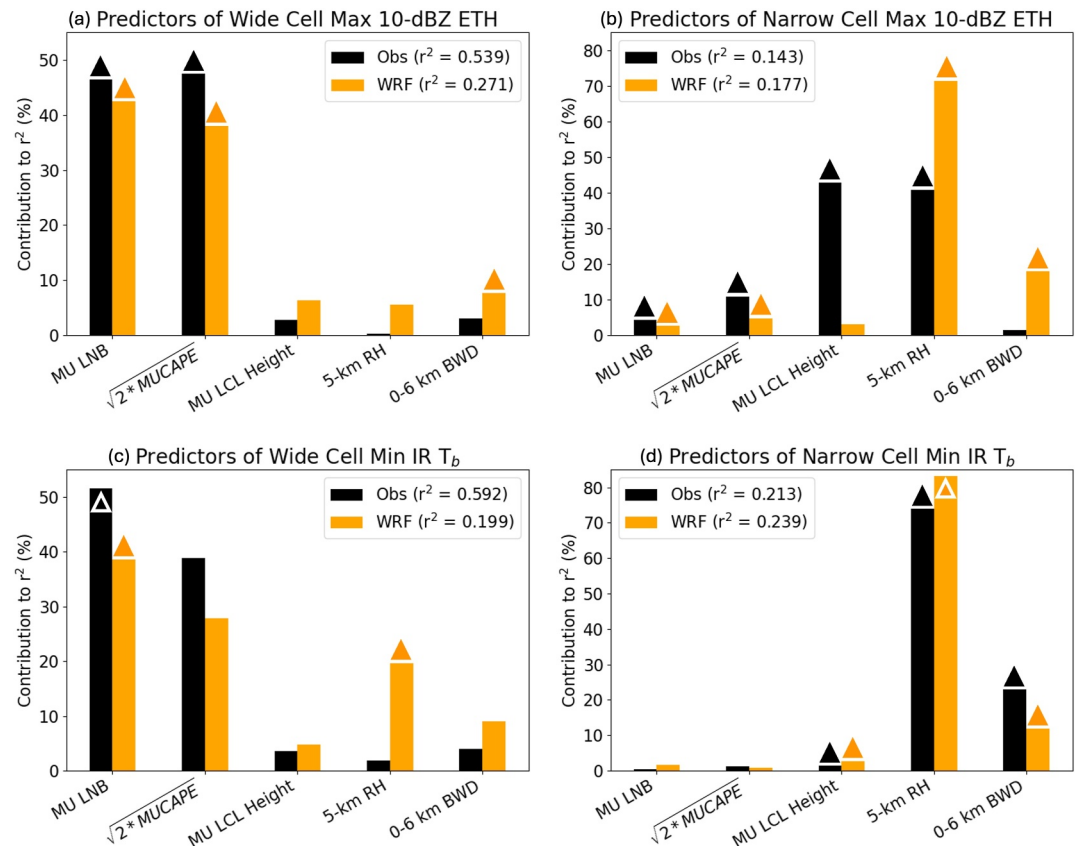 (a) Predictors of Wide Cell Max 10-dBZ ETH
Contribution to r² (%)
50
40
30
20
10
0
Obs (r² = 0.539)
WRF (r² = 0.271)
MU LNB
√2*MUCAPE
MU LCL Height
5-km RH
0-6 km BWD
(b) Predictors of Narrow Cell Max 10-dBZ ETH
Contribution to r² (%)
80
70
60
50
40
30
20
10
0
Obs (r² = 0.143)
WRF (r² = 0.177)
MU LNB
√2*MUCAPE
MU LCL Height
5-km RH
0-6 km BWD
(c) Predictors of Wide Cell Min IR T_b
Contribution to r² (%)
50
40
30
20
10
0
Obs (r² = 0.592)
WRF (r² = 0.199)
MU LNB
√2*MUCAPE
MU LCL Height
5-km RH
0-6 km BWD
(d) Predictors of Narrow Cell Min IR T_b
Contribution to r² (%)
80
70
60
50
40
30
20
10
0
Obs (r² = 0.213)
WRF (r² = 0.239)
MU LNB
√2*MUCAPE
MU LCL Height
5-km RH
0-6 km BWD